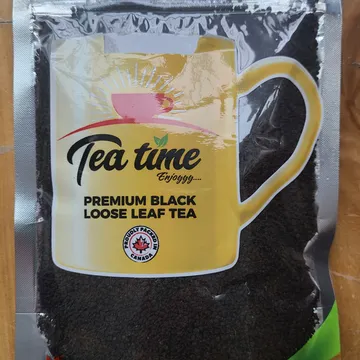 Tea time
Enjoyyy....
PREMIUM BLACK
LOOSE LEAF TEA
PROUDLY PACKED IN
CANADA